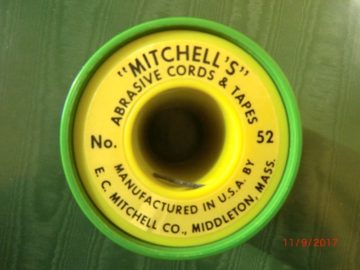 "MITCHELL'S"
ABRASIVE CORDS & TAPES
No. 52
MANUFACTURED IN U.S.A. BY
E. C. MITCHELL CO., MIDDLETON, MASS.
11/9/2017